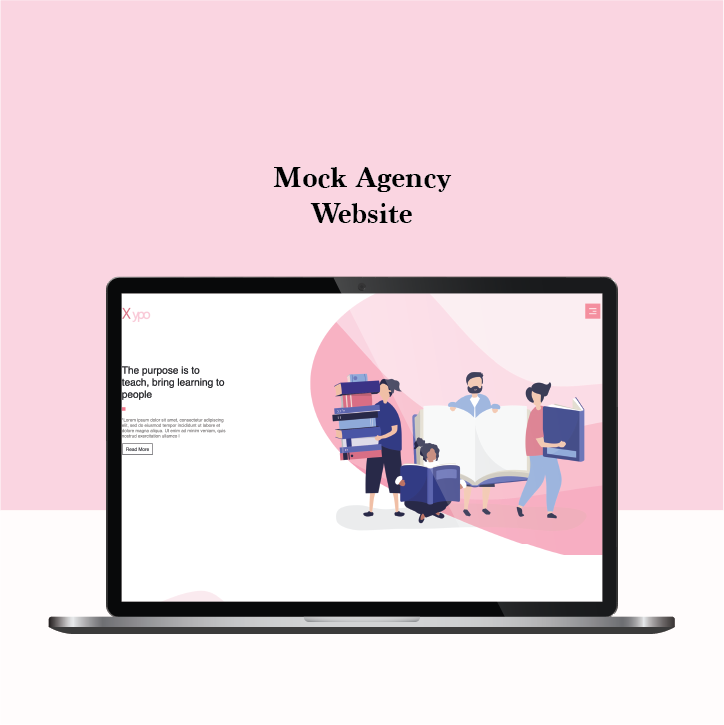 Mock Agency
Website
X ypo
The purpose is to
teach, bring learning to
people
"Lorem ipsum dolor sit amet, consectetur adipiscing
elit, sed do eiusmod tempor incididunt ut labore et
dolore magna aliqua. Ut enim ad minim veniam, quis
nostrud exercitation ullamco l
Read More